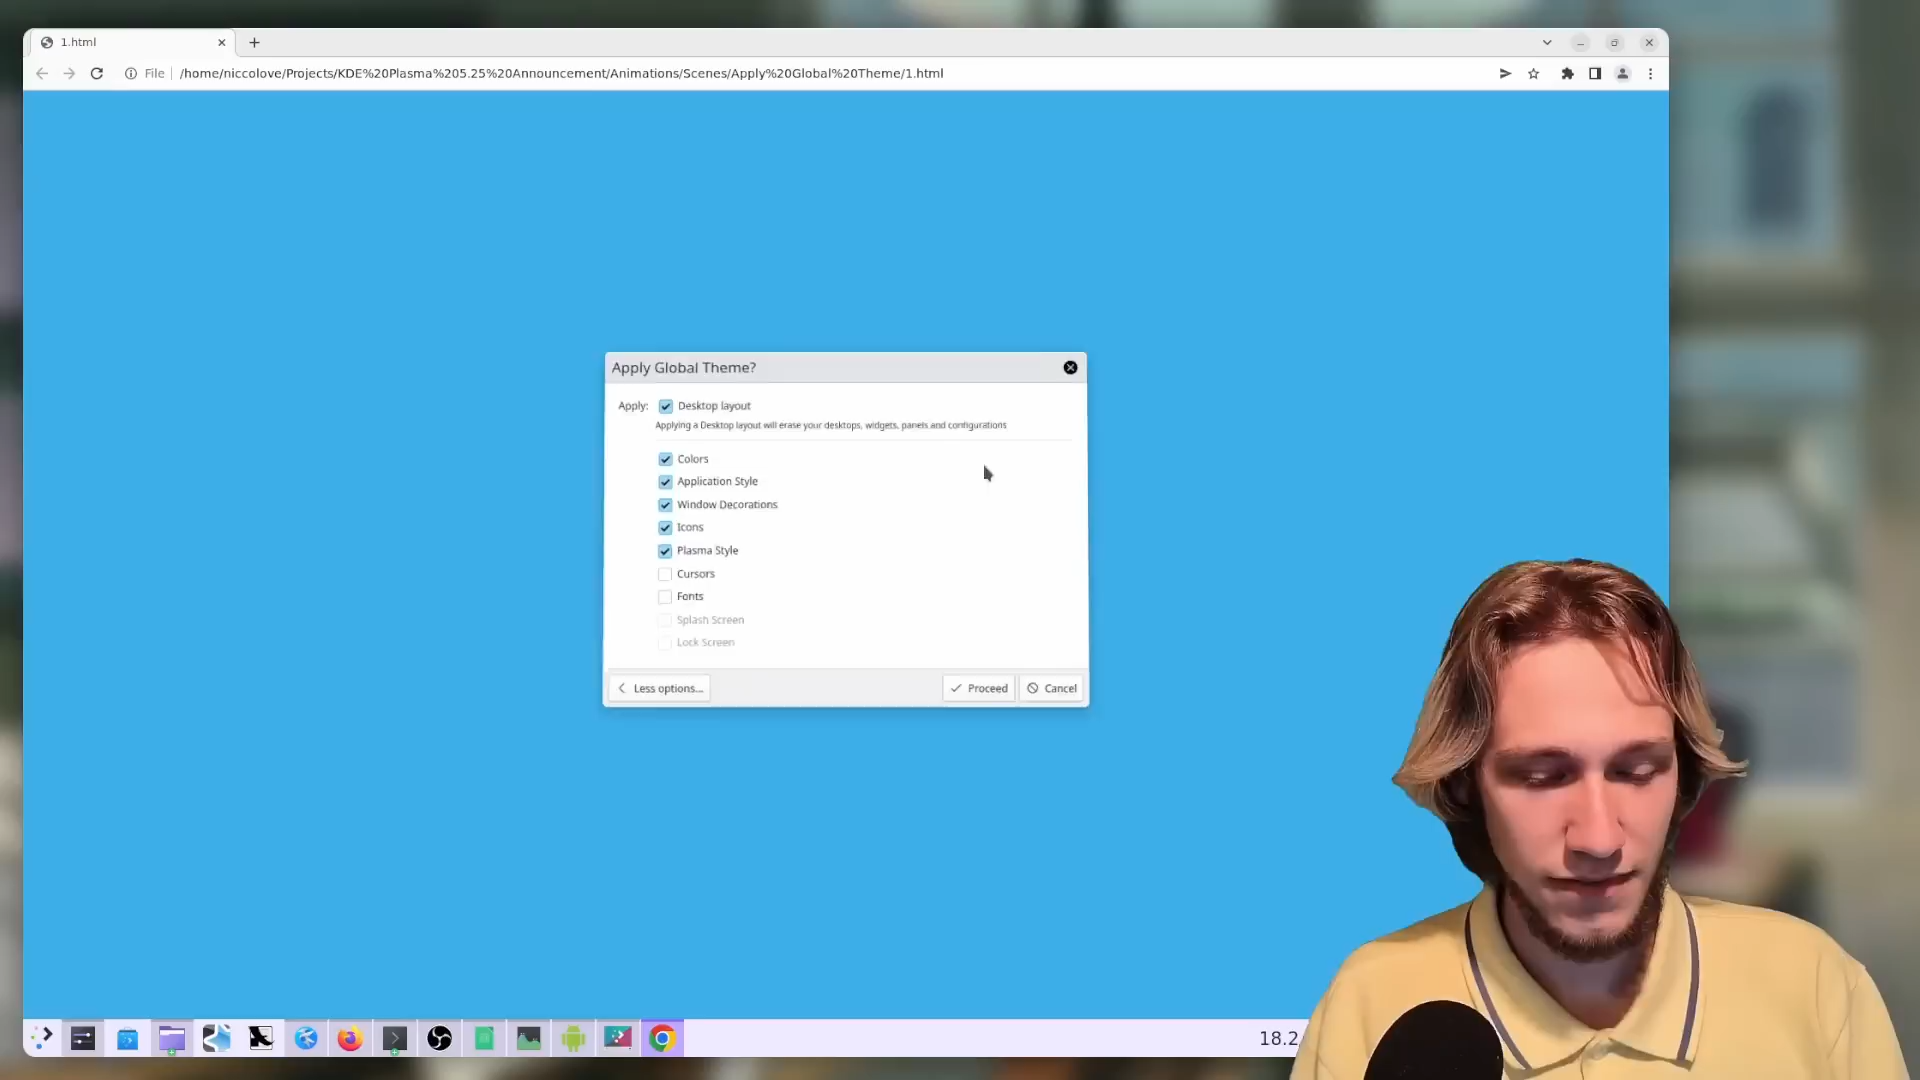 1.html
File
/home/niccolove/Projects/KDE%20Plasma%205.25%20Announcement/Animations/Scenes/Apply%20Global%20Theme/1.html
Apply Global Theme?
Apply: Desktop layout
Applying a Desktop layout will erase your desktops, widgets, panels and configurations
Colors
Application Style
Window Decorations
Icons
Plasma Style
Cursors
Fonts
Splash Screen
Lock Screen
Less options...
Proceed
Cancel
18.2